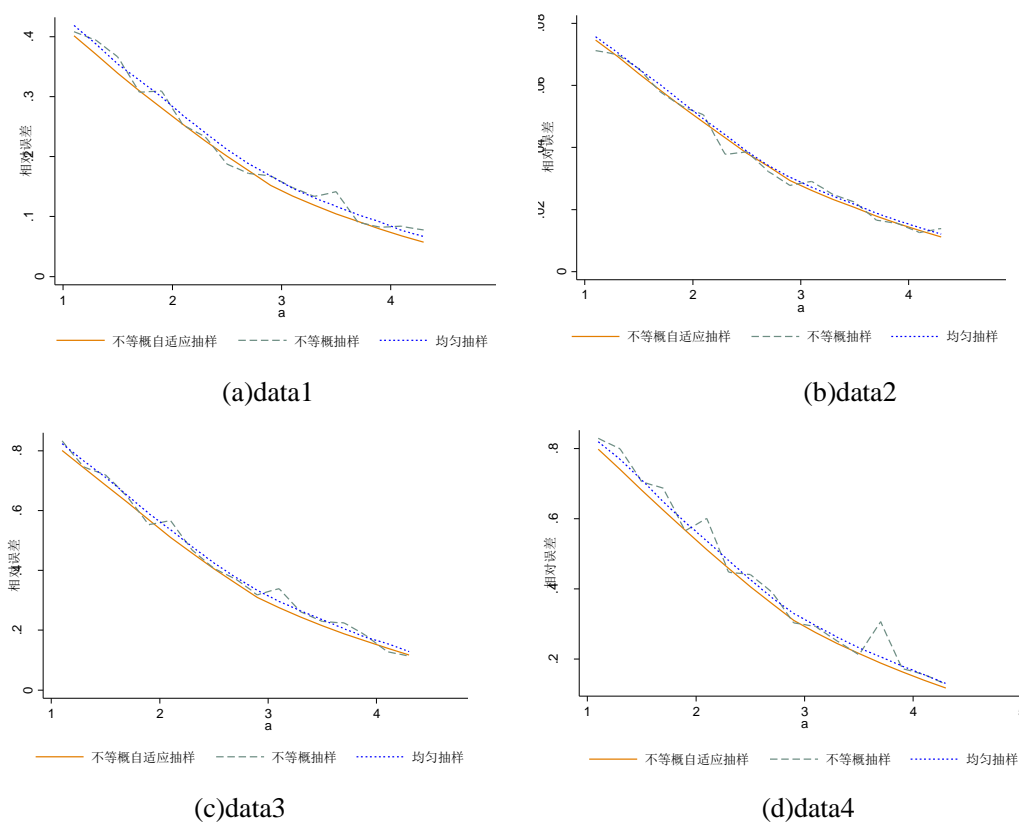 .4
.3
.2
.1
0
相对误差
1 2 3 4
a
不等概自适应抽样 不等概抽样 均匀抽样
(a)data1
.08
.06
.04
.02
0
相对误差
1 2 3 4
a
不等概自适应抽样 不等概抽样 均匀抽样
(b)data2
.8
.6
.4
.2
0
相对误差
1 2 3 4
a
不等概自适应抽样 不等概抽样 均匀抽样
(c)data3
.8
.6
.4
.2
相对误差
1 2 3 4
a
不等概自适应抽样 不等概抽样 均匀抽样
(d)data4